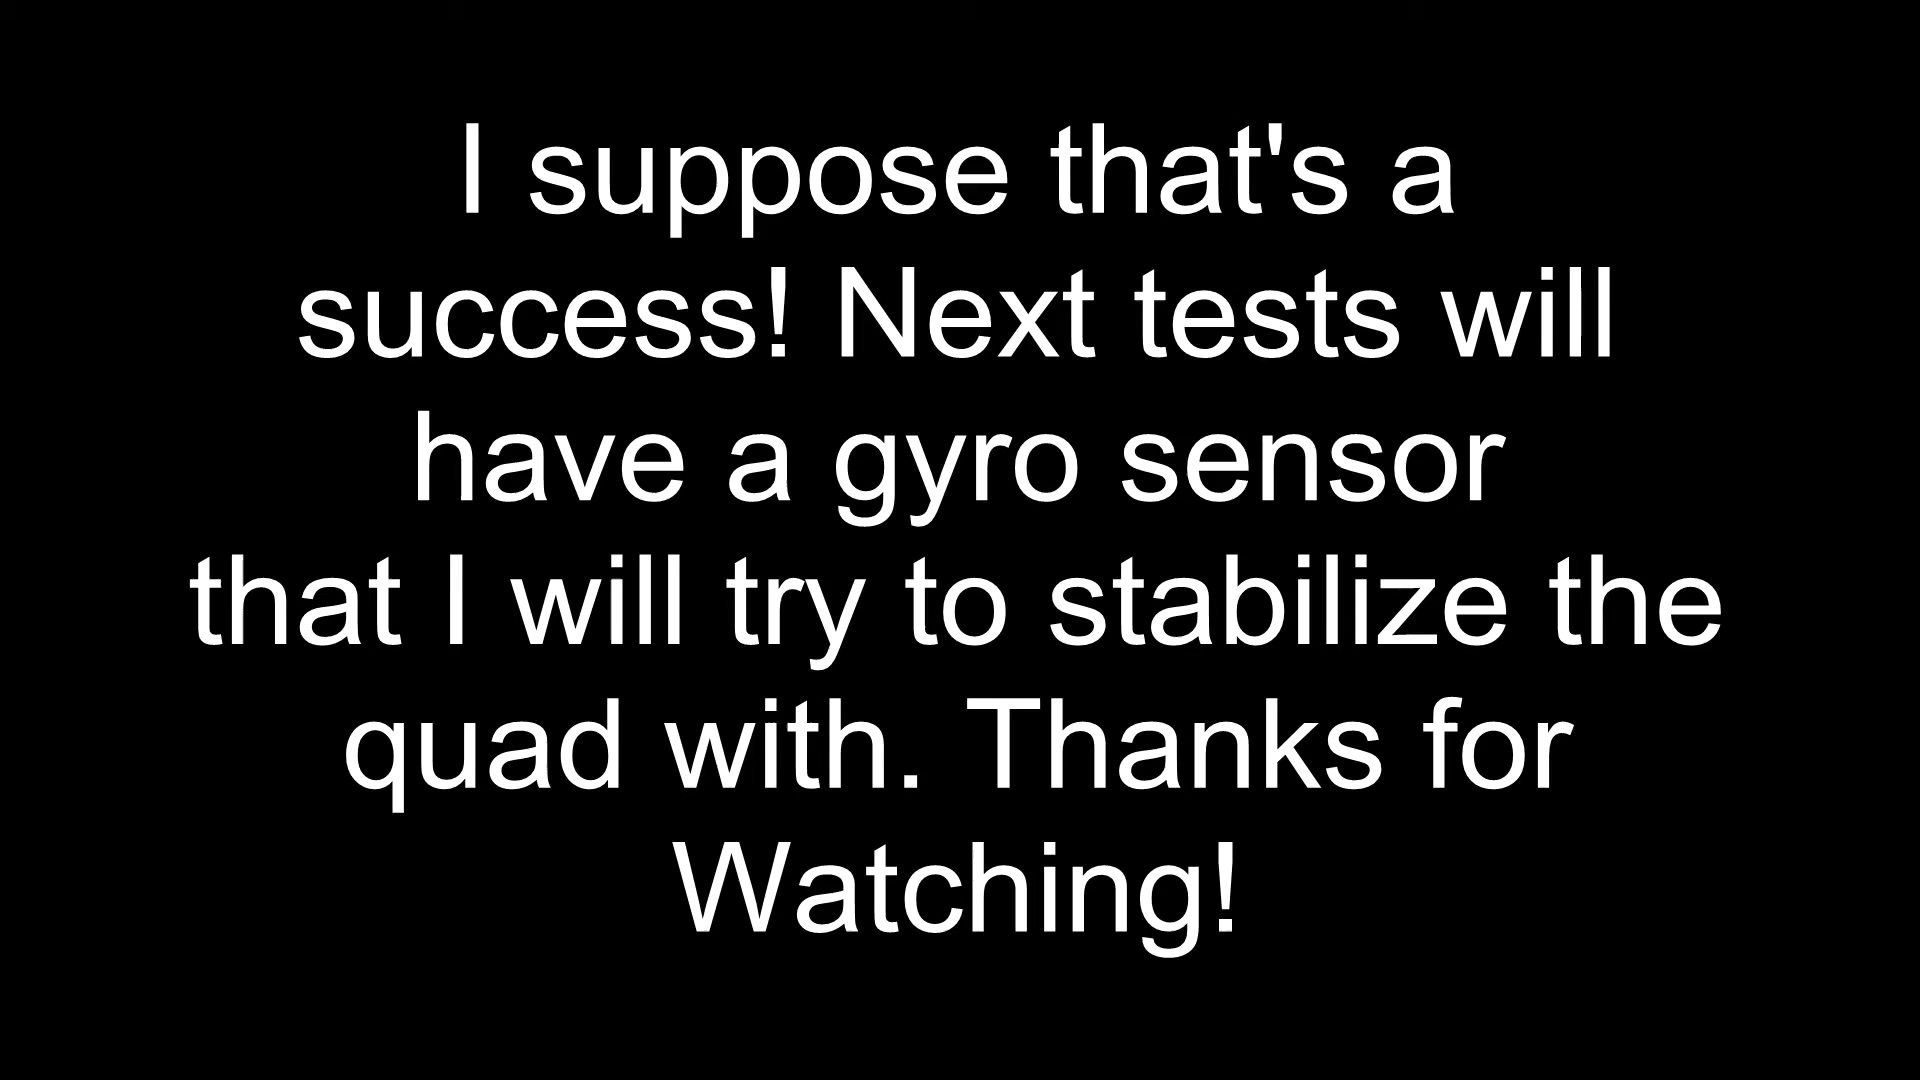 I suppose that's a
success! Next tests will
have a gyro sensor
that I will try to stabilize the
quad with. Thanks for
Watching!